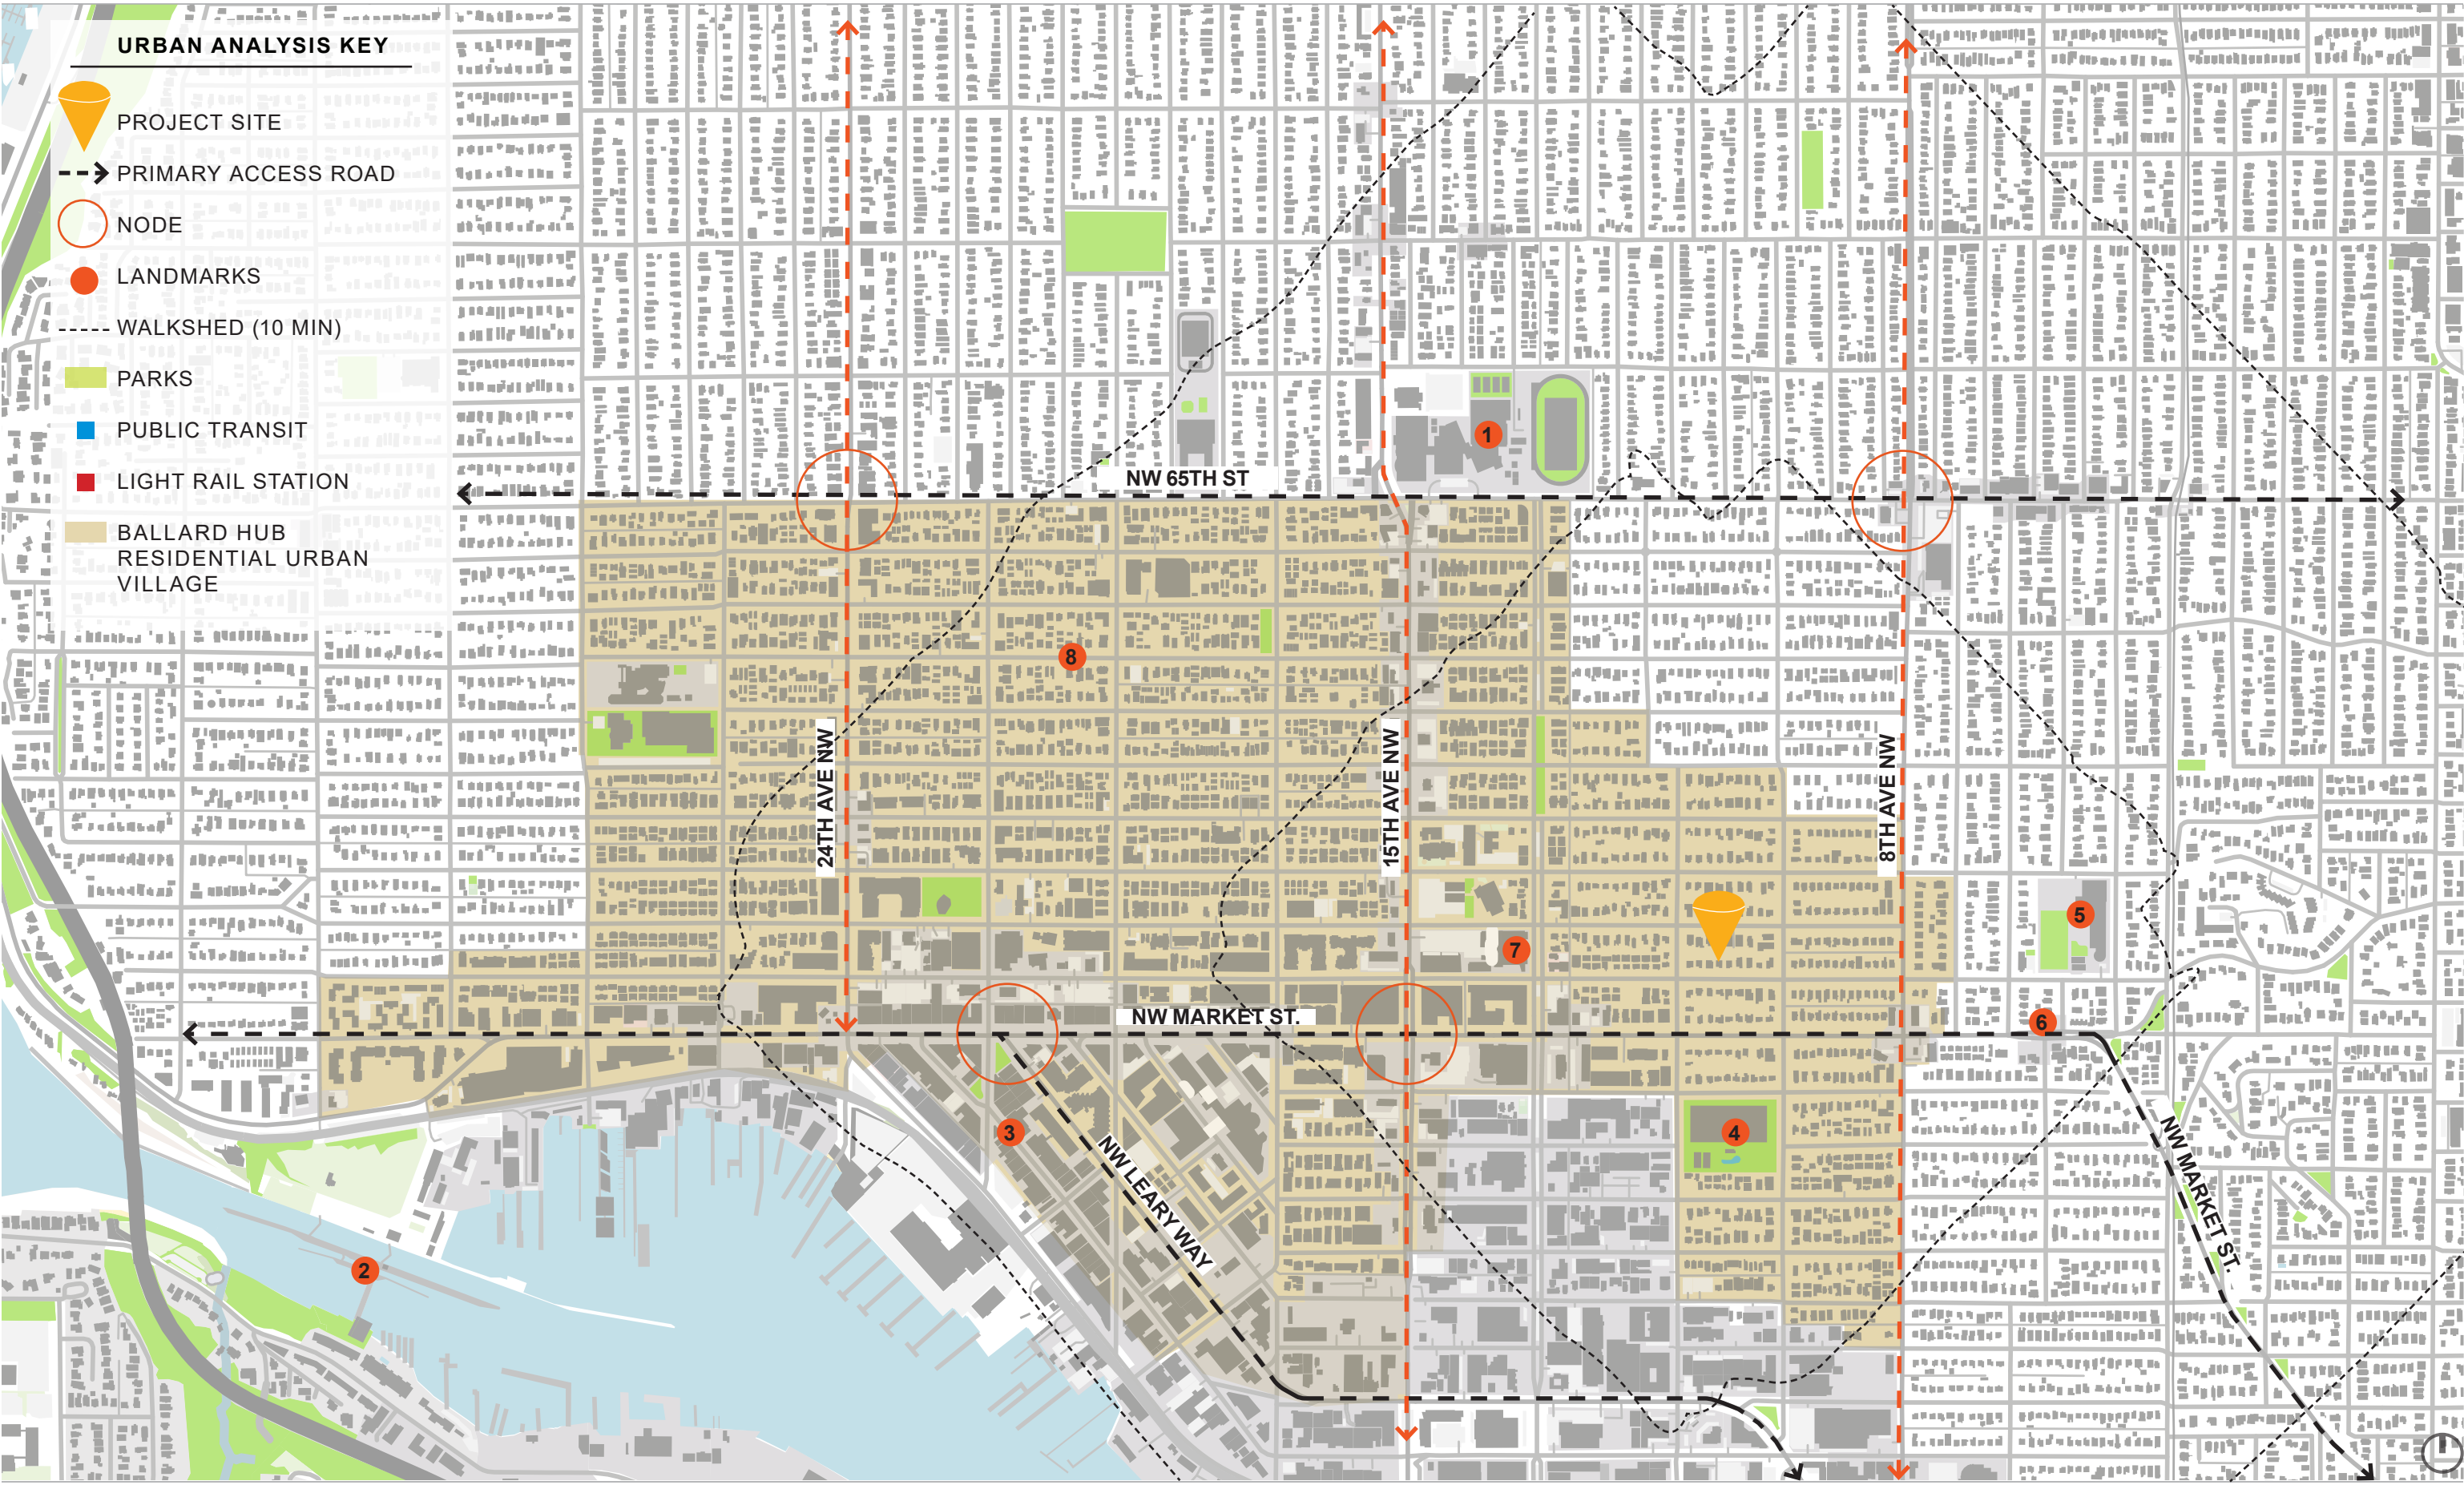 URBAN ANALYSIS KEY
PROJECT SITE
PRIMARY ACCESS ROAD
NODE
LANDMARKS
WALKSHED (10 MIN)
PARKS
PUBLIC TRANSIT
LIGHT RAIL STATION
BALLARD HUB
RESIDENTIAL URBAN
VILLAGE
1
NW 65TH ST
8
24TH AVE NW
15TH AVE NW
8TH AVE NW
5
7
NW MARKET ST.
6
3
4
NW LEARY WAY
NW MARKET ST.
2